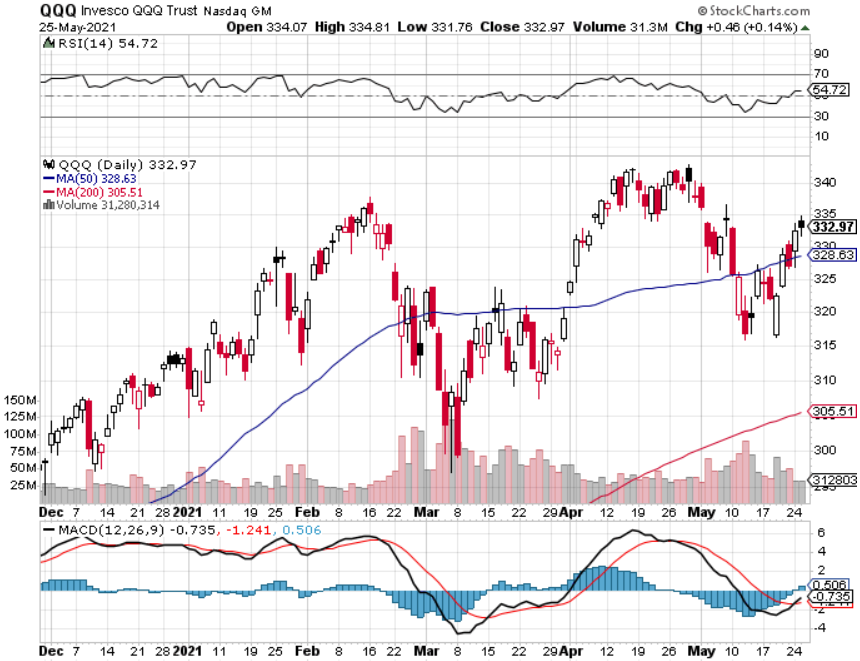 QQQ Invesco QQQ Trust Nasdaq GM © StockCharts.com
25-May-2021 Open 334.07 High 334.81 Low 331.76 Close 332.97 Volume 31.3M Chg +0.46 (+0.14%)
RSI(14) 54.72
90
70
54.72
30
10
QQQ (Daily) 332.97
MA(50) 328.63
MA(200) 305.51
Volume 31,280,314
340
335
332.97
330
328.63
325
320
315
310
305.51
300
150M
125M
100M
75M
50M
25M
312803
Dec 7 14 21 28 2021 11 19 25 Feb 8 16 22 Mar 8 15 22 29 Apr 12 19 26 May 10 17 24
MACD(12,26,9) -0.735, -1.241, 0.506
6
4
2
0.506
-0.735
-2
-4
Dec 7 14 21 28 2021 11 19 25 Feb 8 16 22 Mar 8 15 22 29 Apr 12 19 26 May 10 17 24